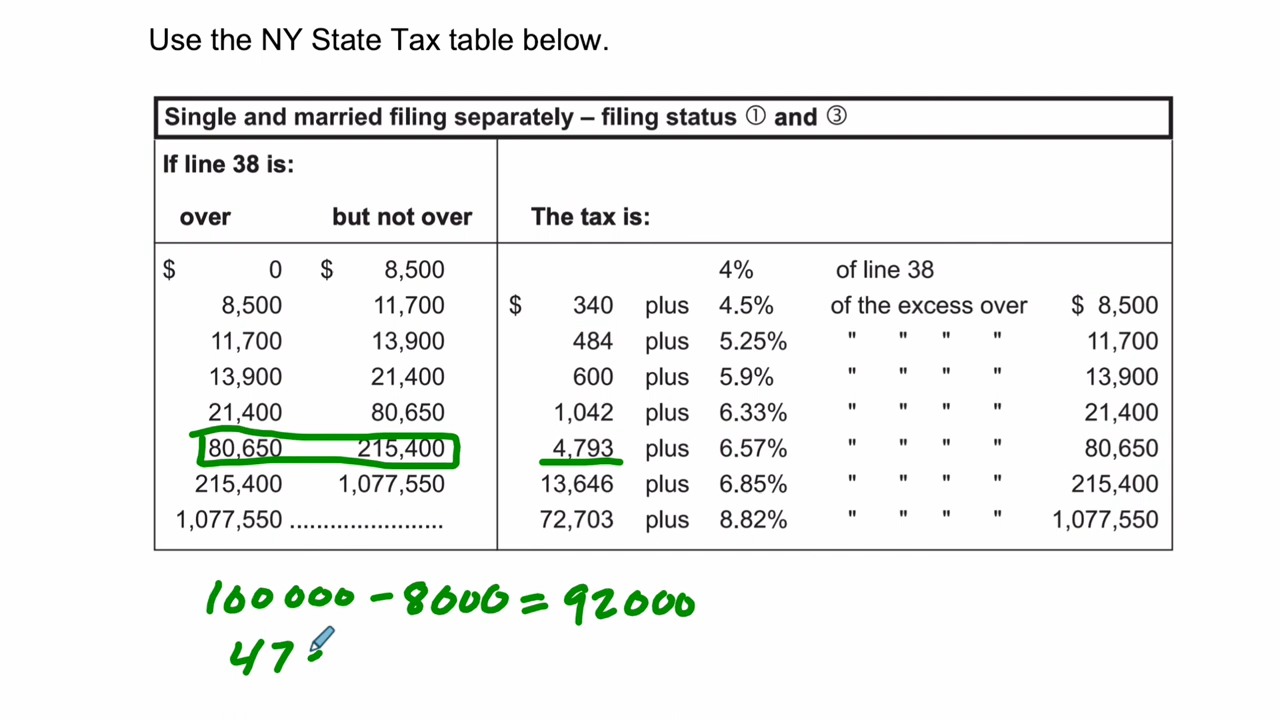 Use the NY State Tax table below.
Single and married filing separately – filing status ① and ③
If line 38 is:
over but not over The tax is:
$ 0 $ 8,500 4% of line 38
8,500 11,700 $ 340 plus 4.5% of the excess over $ 8,500
11,700 13,900 484 plus 5.25% " " " " 11,700
13,900 21,400 600 plus 5.9% " " " " 13,900
21,400 80,650 1,042 plus 6.33% " " " " 21,400
80,650 215,400 4,793 plus 6.57% " " " " 80,650
215,400 1,077,550 13,646 plus 6.85% " " " " 215,400
1,077,550 ....................... 72,703 plus 8.82% " " " " 1,077,550
100 000 - 8000 = 92000
47